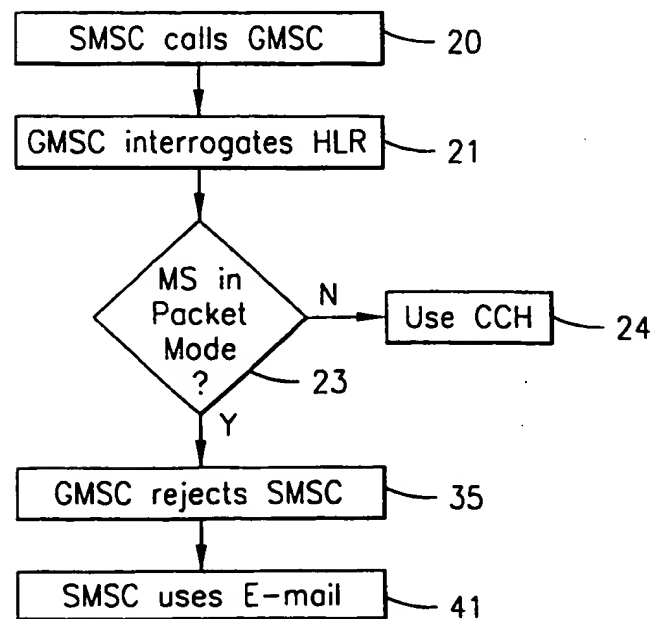 SMSC calls GMSC
20
GMSC interrogates HLR
21
MS in
Packet
Mode
?
23
N
Use CCH
24
Y
GMSC rejects SMSC
35
SMSC uses E-mail
41